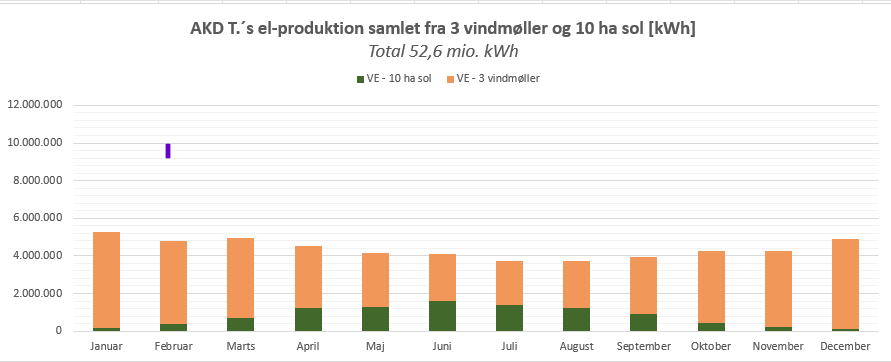 AKD T.´s el-produktion samlet fra 3 vindmøller og 10 ha sol [kWh]
Total 52,6 mio. kWh
VE - 10 ha sol VE - 3 vindmøller
12.000.000
10.000.000
8.000.000
6.000.000
4.000.000
2.000.000
0
Januar Februar Marts April Maj Juni Juli August September Oktober November December